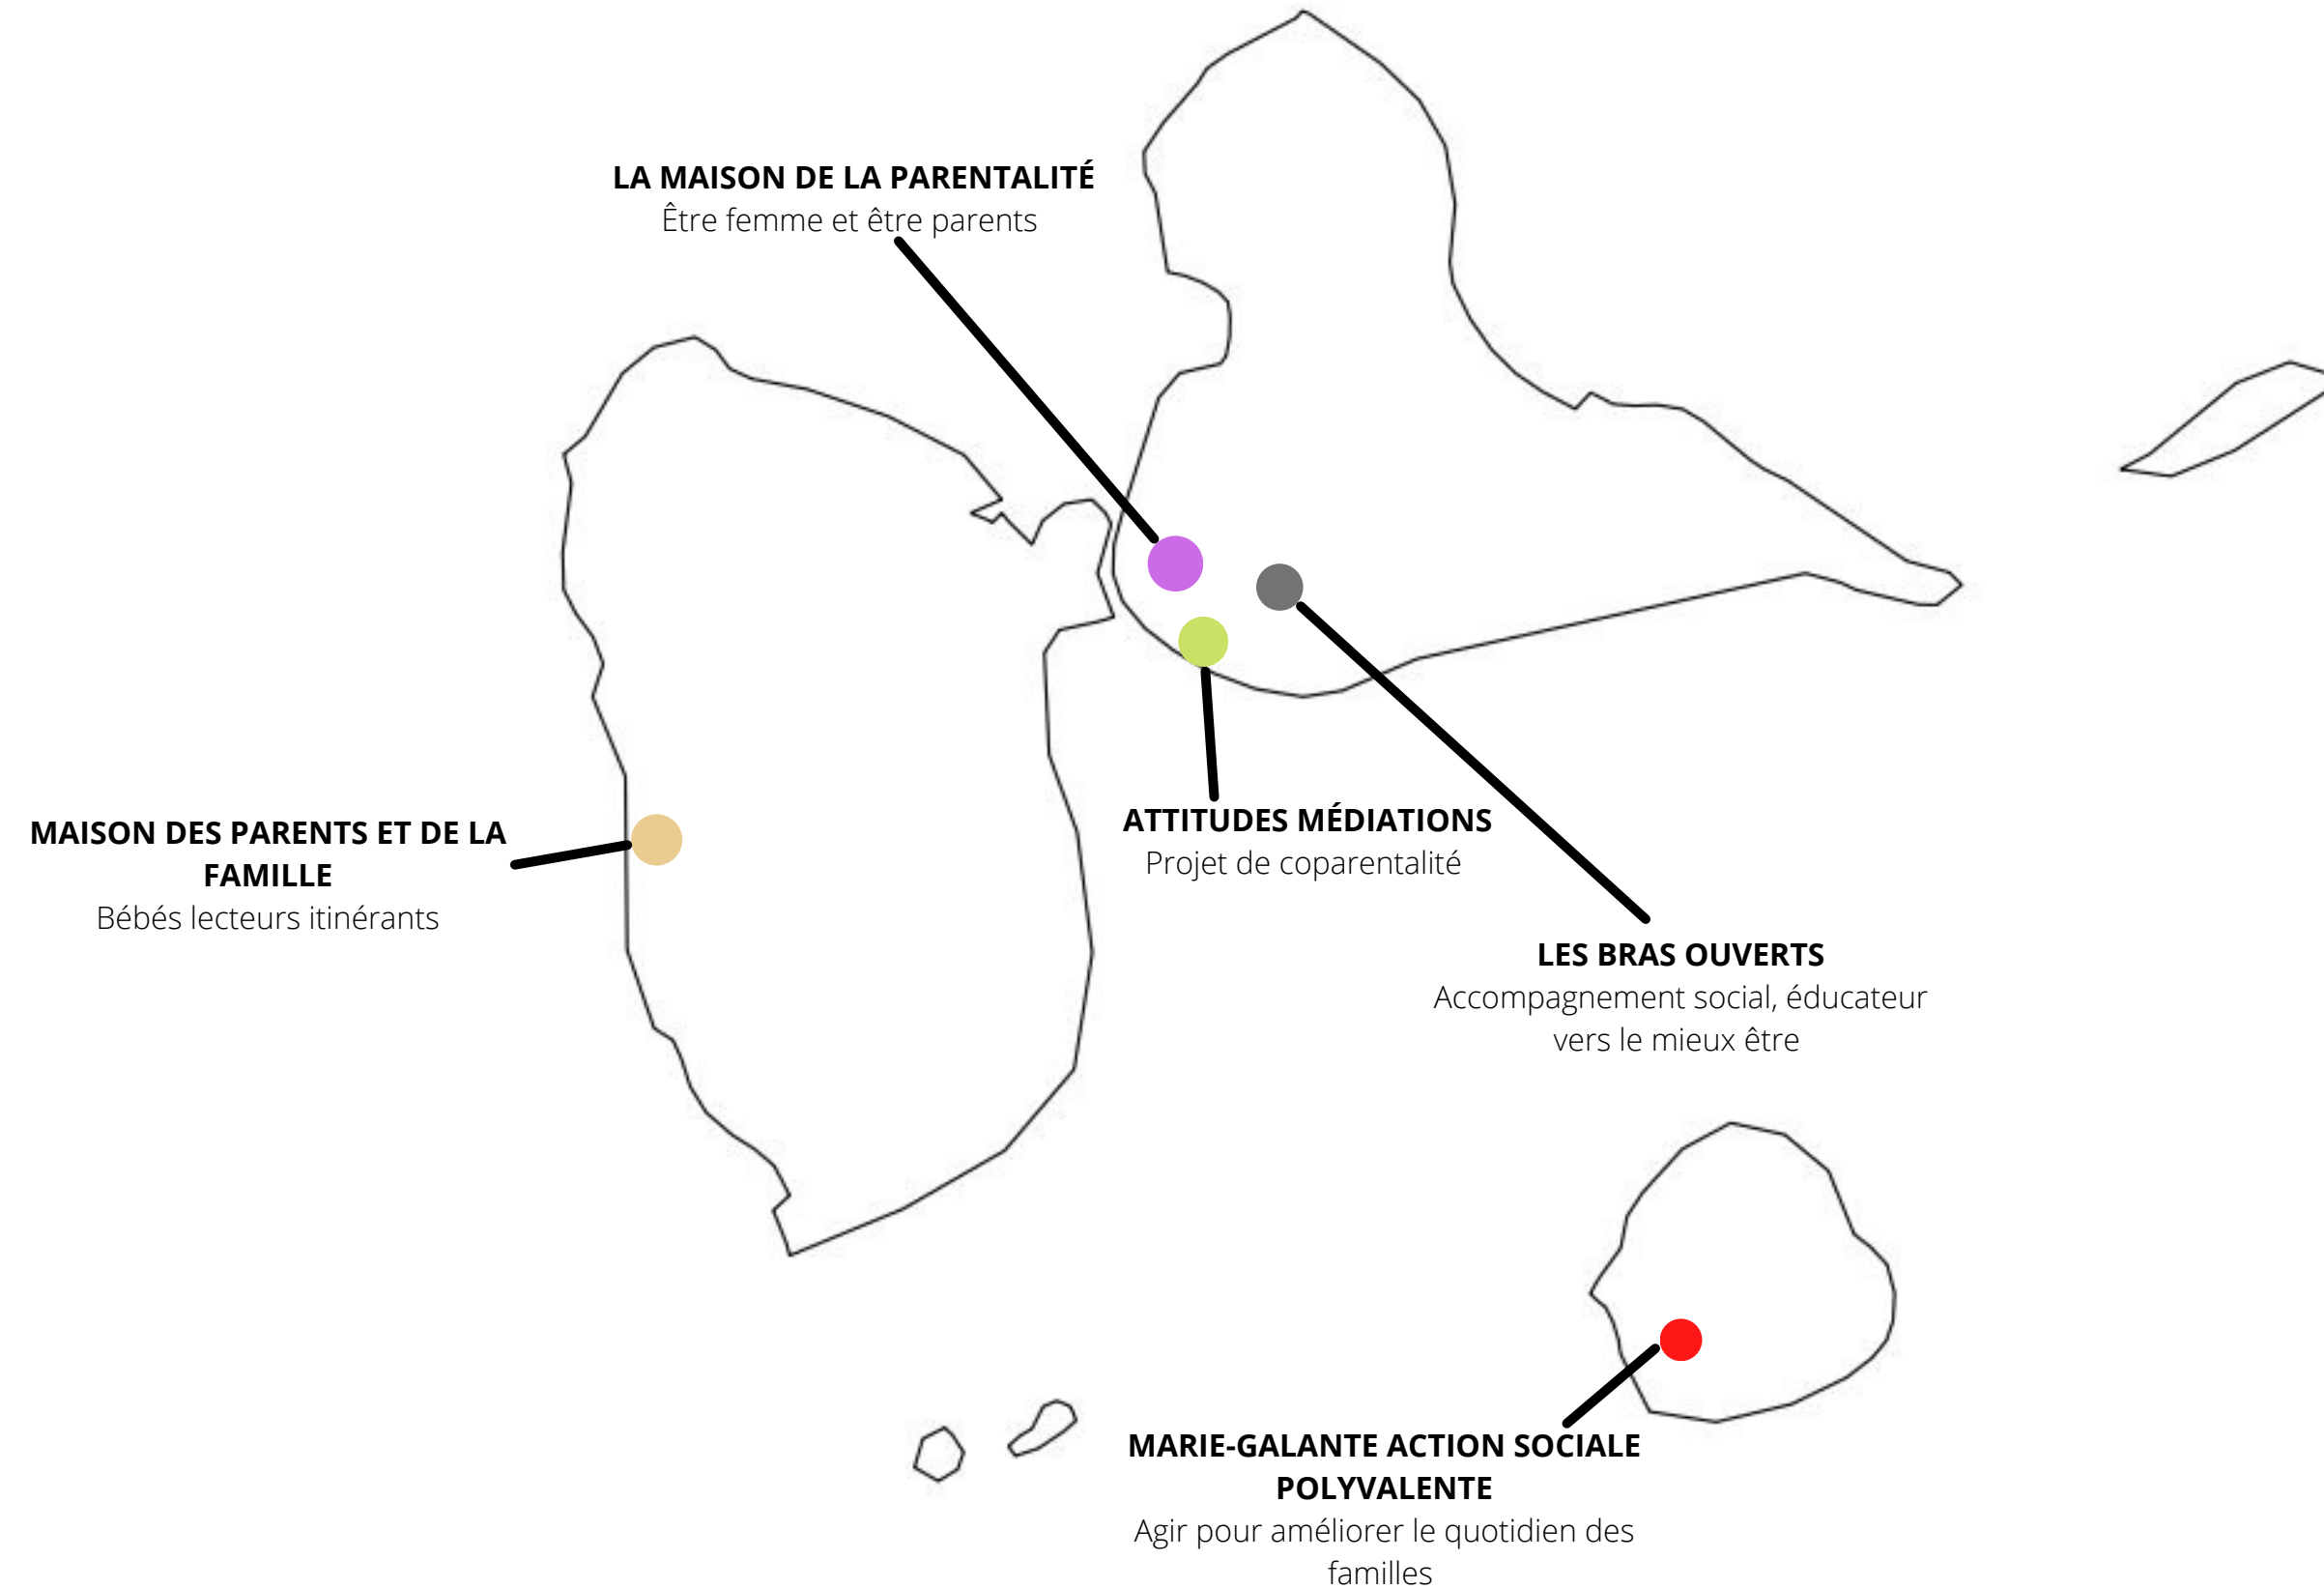 LA MAISON DE LA PARENTALITÉ
Être femme et être parents
MAISON DES PARENTS ET DE LA
FAMILLE
Bébés lecteurs itinérants
ATTITUDES MÉDIATIONS
Projet de coparentalité
LES BRAS OUVERTS
Accompagnement social, éducateur
vers le mieux être
MARIE-GALANTE ACTION SOCIALE
POLYVALENTE
Agir pour améliorer le quotidien des
familles